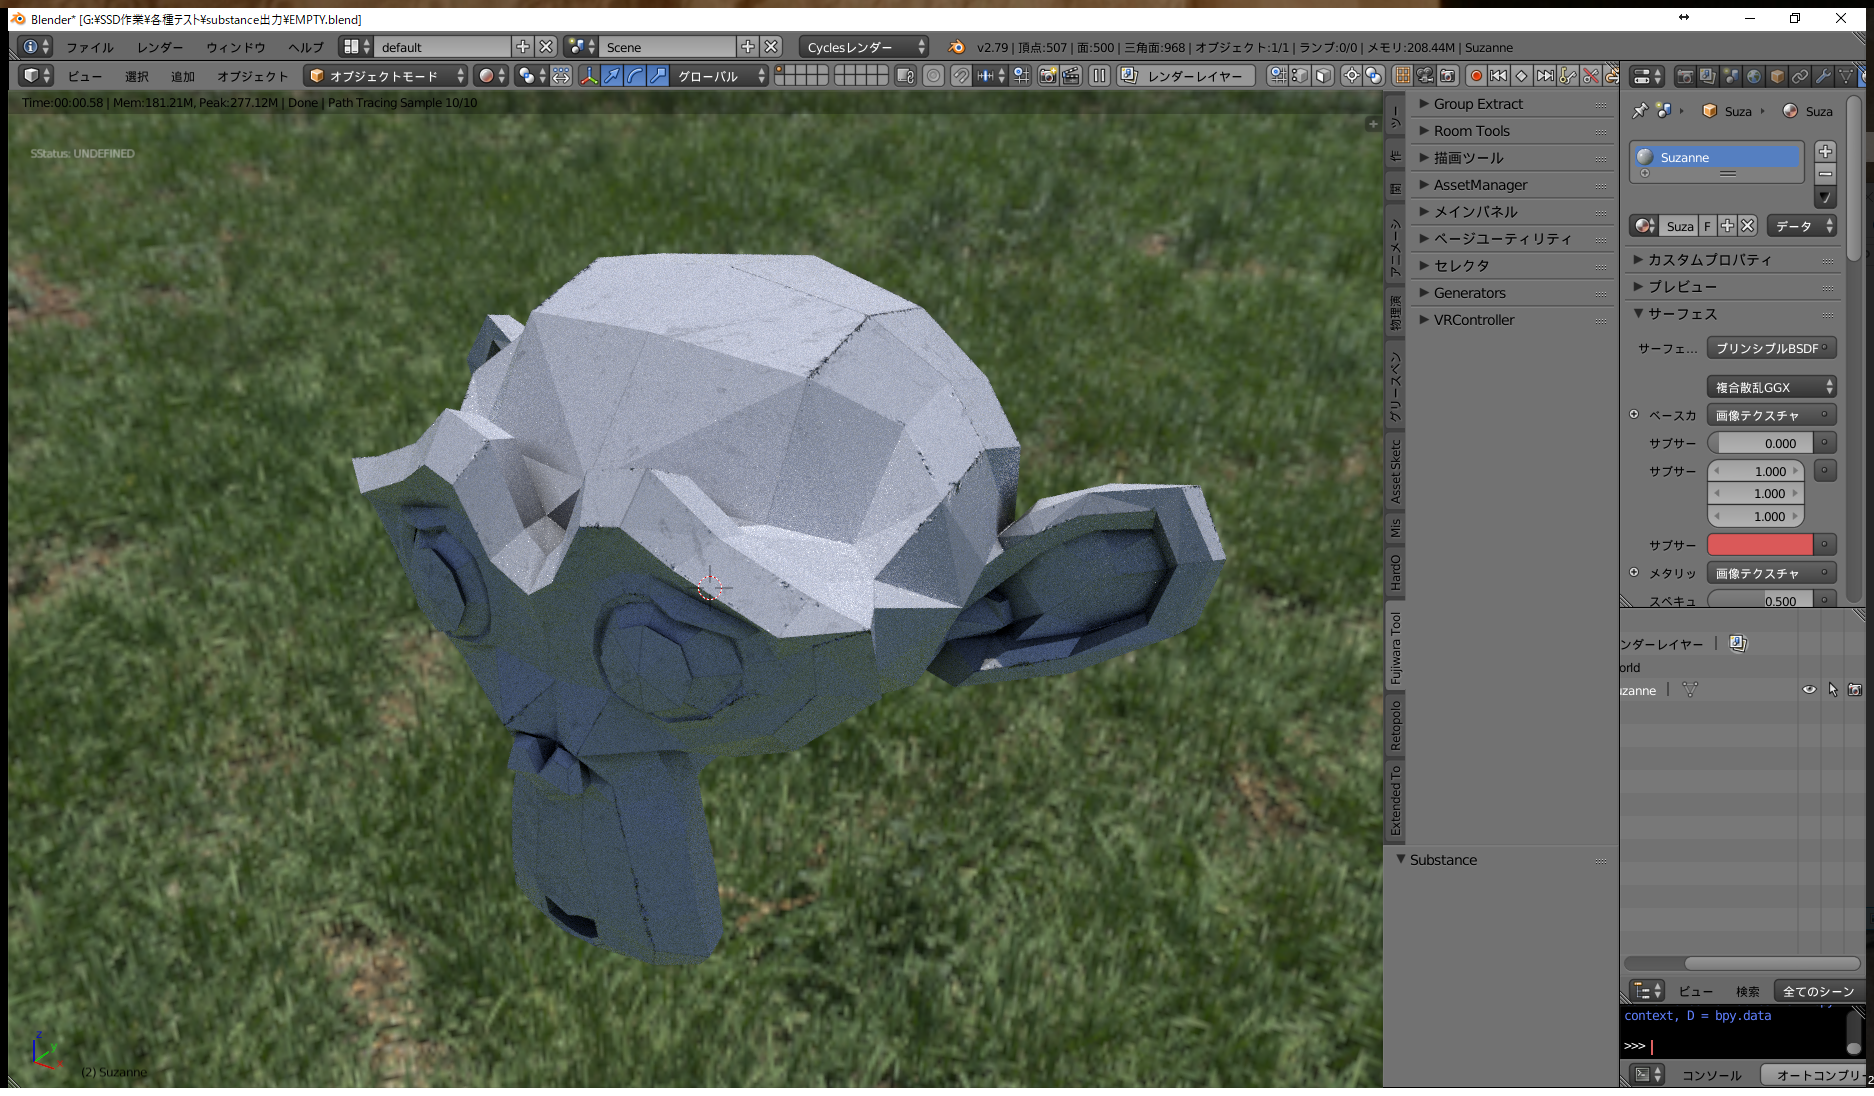 Blender* [G:¥SSD作業¥各種テスト¥substance出力¥EMPTY.blend]
ファイル レンダー ウィンドウ ヘルプ default Scene Cyclesレンダー v2.79 | 頂点:507 | 面:500 | 三角面:968 | オブジェクト:1/1 | ランプ:0/0 | メモリ:208.44M | Suzanne
ビュー 選択 追加 オブジェクト オブジェクトモード グローバル レンダーレイヤー
Time:00:00.58 | Mem:181.21M, Peak:277.12M | Done | Path Tracing Sample 10/10
SStatus: UNDEFINED
(2) Suzanne
z
y
x
ツー
作
アニメーシ
物理演
グリースペン
Asset Sketc
Mis
HardO
Fujiwara Tool
Retopolo
Extended To
Group Extract
Room Tools
描画ツール
AssetManager
メインパネル
ページユーティリティ
セレクタ
Generators
VRController
Substance
Suza Suza
Suzanne
Suza F データ
カスタムプロパティ
プレビュー
サーフェス
サーフェ... プリンシプルBSDF
複合散乱GGX
ベースカ 画像テクスチャ
サブサー 0.000
サブサー 1.000
1.000
1.000
サブサー
メタリッ 画像テクスチャ
スペキュ 0.500
ンダーレイヤー |
orld
uzanne |
ビュー 検索 全てのシーン
context, D = bpy.data
>>>
コンソール オートコンプリー